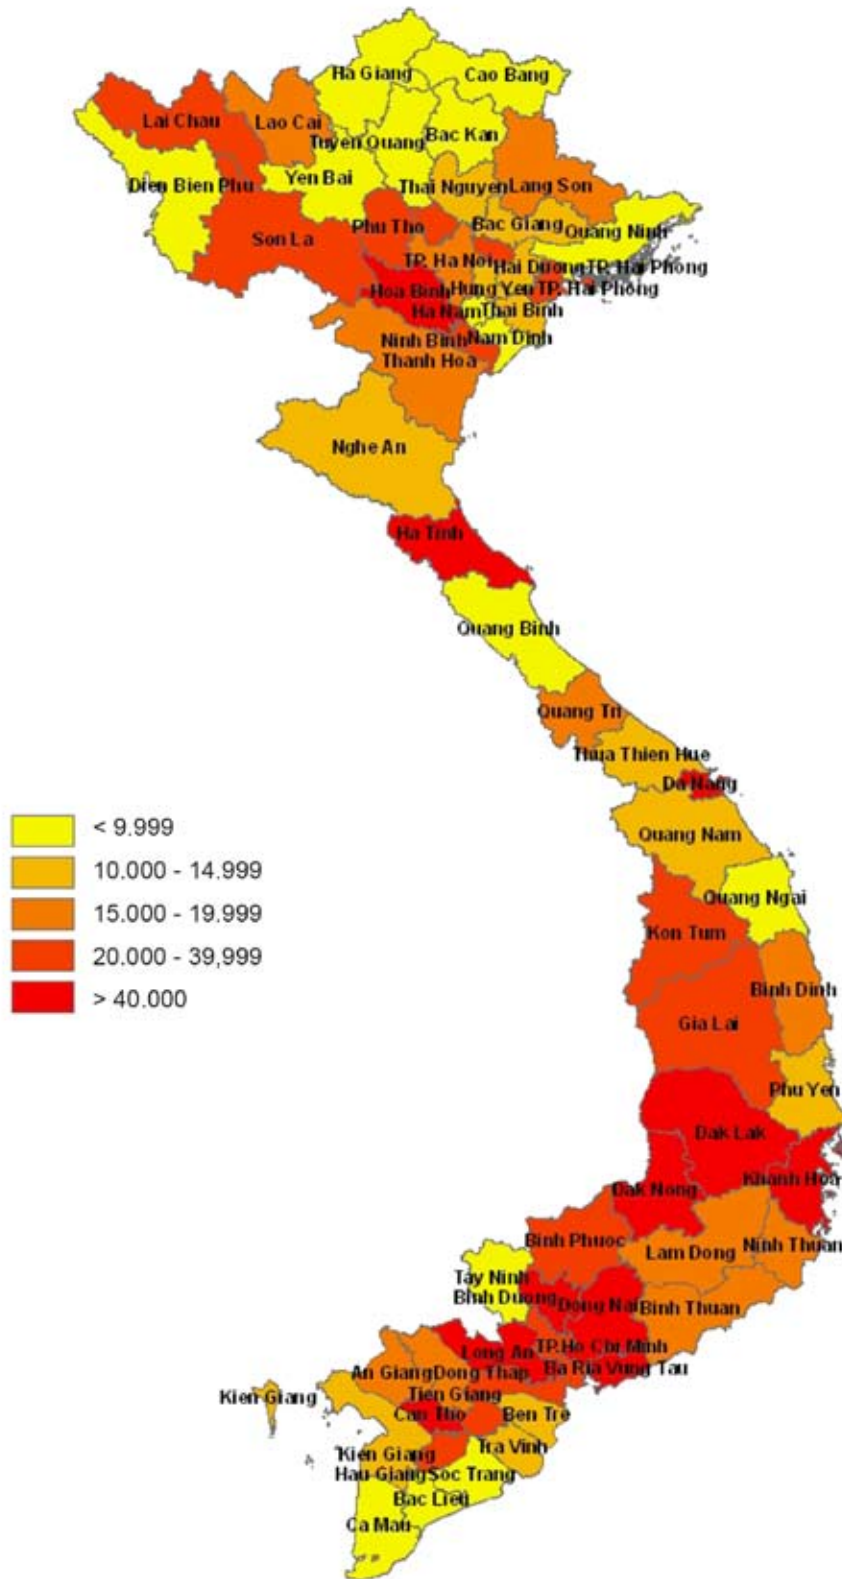 Ha Giang
Cao Bang
Lai Chau
Lao Cai
Bac Kan
Tuyen Quang
Dien Bien Phu
Yen Bai
Thai Nguyen
Lang Son
Phu Tho
Bac Giang
Quang Ninh
Son La
TP. Ha Noi
Hai Duong
TP. Hai Phong
Hoa Binh
Hung Yen
TP. Hai Phong
Ha Nam
Thai Binh
Ninh Binh
Nam Dinh
Thanh Hoa
Nghe An
Ha Tinh
Quang Binh
Quang Tri
Thua Thien Hue
Da Nang
< 9.999
10.000 - 14.999
15.000 - 19.999
20.000 - 39,999
> 40.000
Quang Nam
Quang Ngai
Kon Tum
Binh Dinh
Gia Lai
Phu Yen
Dak Lak
Khanh Hoa
Dak Nong
Binh Phuoc
Lam Dong
Ninh Thuan
Tay Ninh
Binh Duong
Dong Nai
Binh Thuan
Long An
TP.Ho Chi Minh
An Giang
Dong Thap
Ba Ria Vung Tau
Kien Giang
Tien Giang
Can Tho
Ben Tre
Kien Giang
Tra Vinh
Hau Giang
Soc Trang
Bac Lieu
Ca Mau